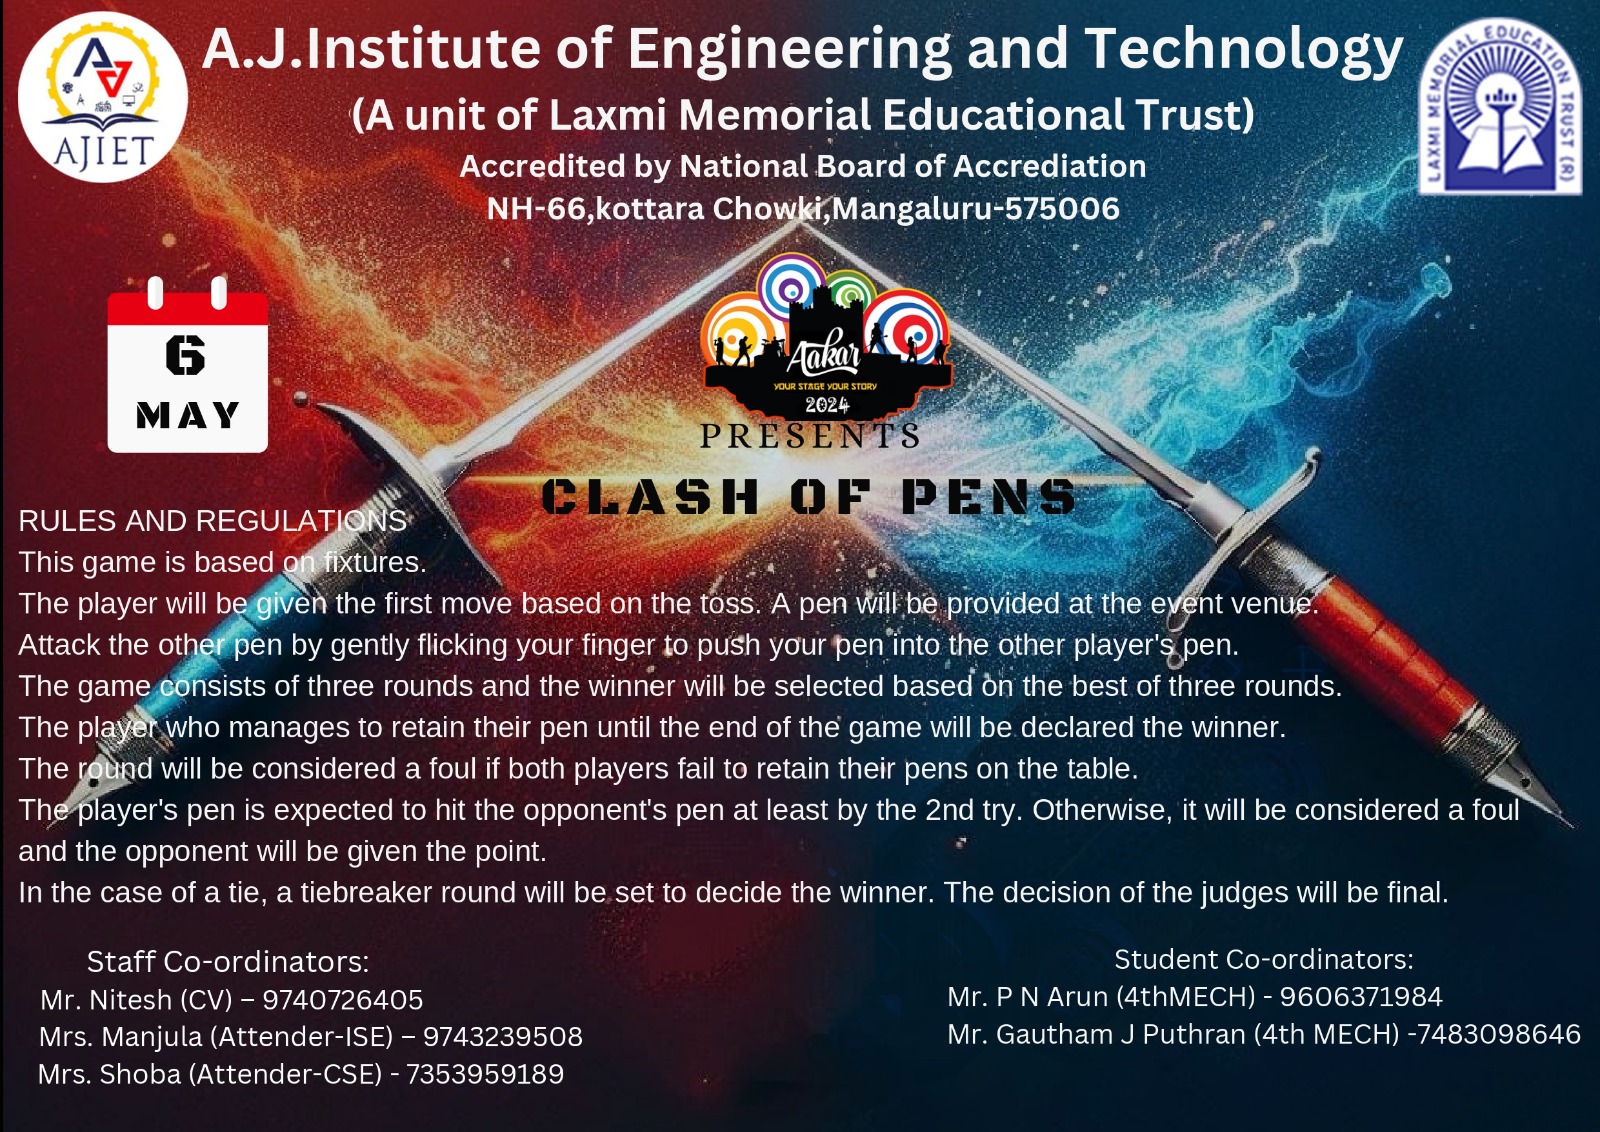 A.J.Institute of Engineering and Technology
(A unit of Laxmi Memorial Educational Trust)
Accredited by National Board of Accrediation
NH-66,kottara Chowki,Mangaluru-575006
AJIET
LAXMI MEMORIAL EDUCATION TRUST (R)
6
MAY
Aakar
YOUR STAGE YOUR STORY
2024
PRESENTS
CLASH OF PENS
RULES AND REGULATIONS
This game is based on fixtures.
The player will be given the first move based on the toss. A pen will be provided at the event venue.
Attack the other pen by gently flicking your finger to push your pen into the other player's pen.
The game consists of three rounds and the winner will be selected based on the best of three rounds.
The player who manages to retain their pen until the end of the game will be declared the winner.
The round will be considered a foul if both players fail to retain their pens on the table.
The player's pen is expected to hit the opponent's pen at least by the 2nd try. Otherwise, it will be considered a foul
and the opponent will be given the point.
In the case of a tie, a tiebreaker round will be set to decide the winner. The decision of the judges will be final.
Staff Co-ordinators:
Mr. Nitesh (CV) – 9740726405
Mrs. Manjula (Attender-ISE) – 9743239508
Mrs. Shoba (Attender-CSE) - 7353959189
Student Co-ordinators:
Mr. P N Arun (4thMECH) - 9606371984
Mr. Gautham J Puthran (4th MECH) -7483098646